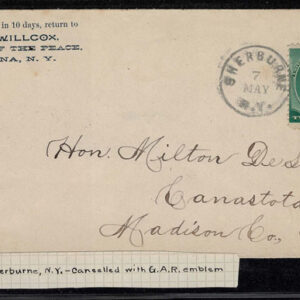 in 10 days, return to
WILLCOX,
OF THE PEACE,
NA, N. Y.
SHERBURNE
7
MAY
N.Y.
Hon. Milton De
Canastota
Madison Co.,
erburne, N.Y.-Cancelled with G.A.R. emblem